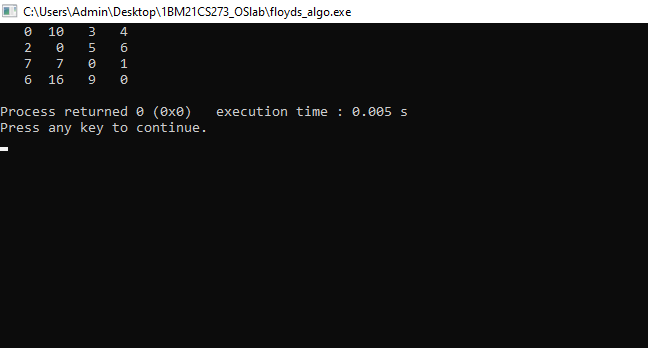 C:\Users\Admin\Desktop\1BM21CS273_OSlab\floyds_algo.exe
0 10 3 4
2 0 5 6
7 7 0 1
6 16 9 0
Process returned 0 (0x0) execution time : 0.005 s
Press any key to continue.